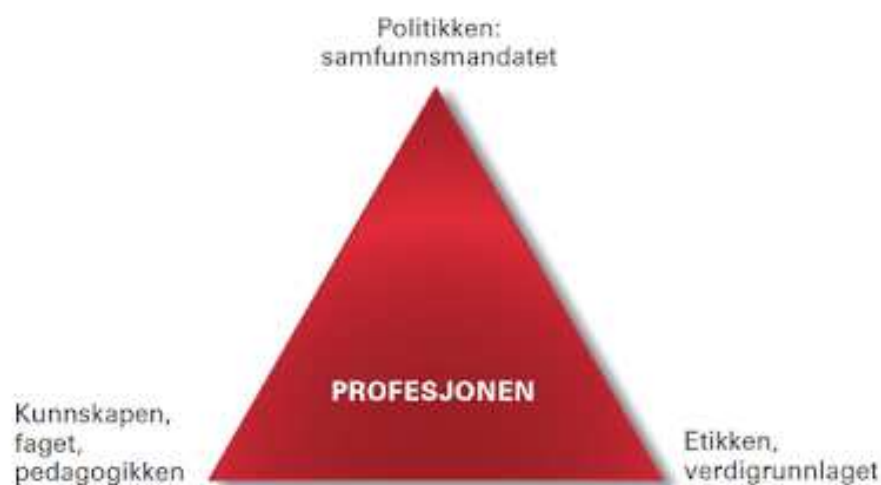 Politikken:
samfunnsmandatet
PROFESJONEN
Kunnskapen,
faget,
pedagogikken
Etikken,
verdigrunnlaget